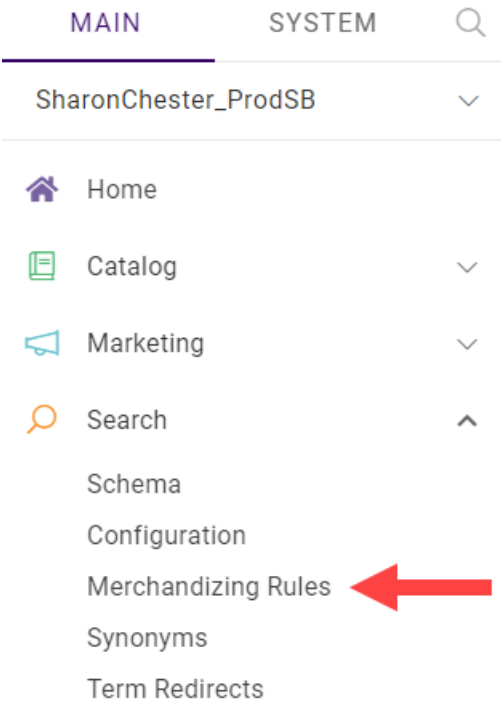 MAIN SYSTEM
SharonChester_ProdSB
Home
Catalog
Marketing
Search
Schema
Configuration
Merchandizing Rules
Synonyms
Term Redirects